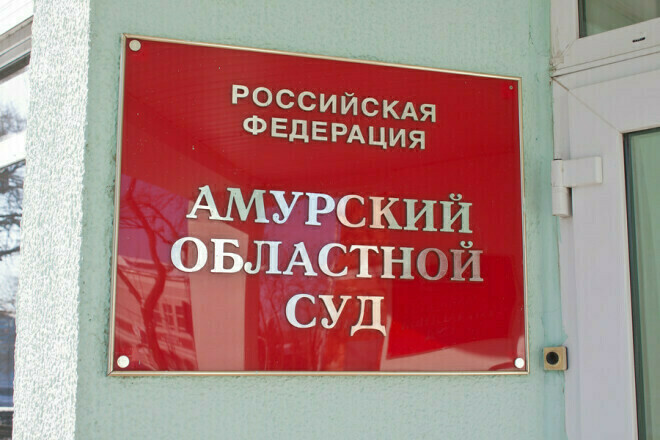 РОССИЙСКАЯ
ФЕДЕРАЦИЯ
АМУРСКИЙ
ОБЛАСТНОЙ
СУД